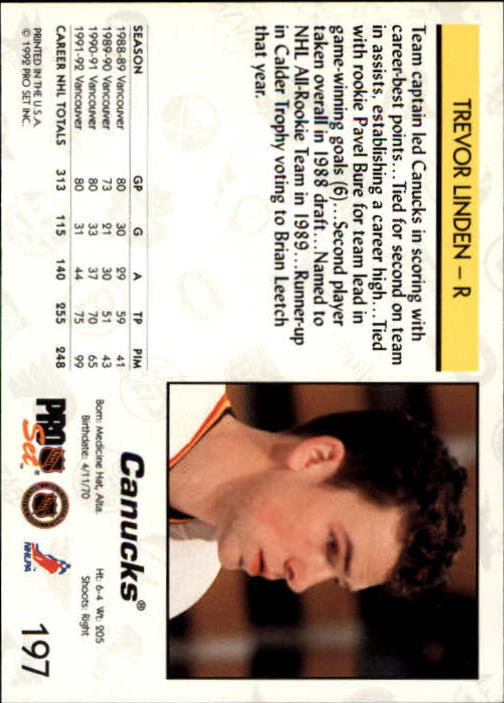 TREVOR LINDEN – R
Team captain led Canucks in scoring with
career-best points...Tied for second on team
in assists, establishing a career high...Tied
with rookie Pavel Bure for team lead in
game-winning goals (6)...Second player
taken overall in 1988 draft...Named to
NHL All-Rookie Team in 1989...Runner-up
in Calder Trophy voting to Brian Leetch
that year.
SEASON GP G A TP PIM
1988-89 Vancouver 80 30 29 59 41
1989-90 Vancouver 73 21 30 51 43
1990-91 Vancouver 80 33 37 70 65
1991-92 Vancouver 80 31 44 75 99
CAREER NHL TOTALS 313 115 140 255 248
PRINTED IN THE U.S.A.
© 1992 PRO SET INC.
Canucks®
Born: Medicine Hat, Alta. Ht: 6-4 Wt: 205
Birthdate: 4/11/70 Shoots: Right
PRO Set™
NHLPA
197